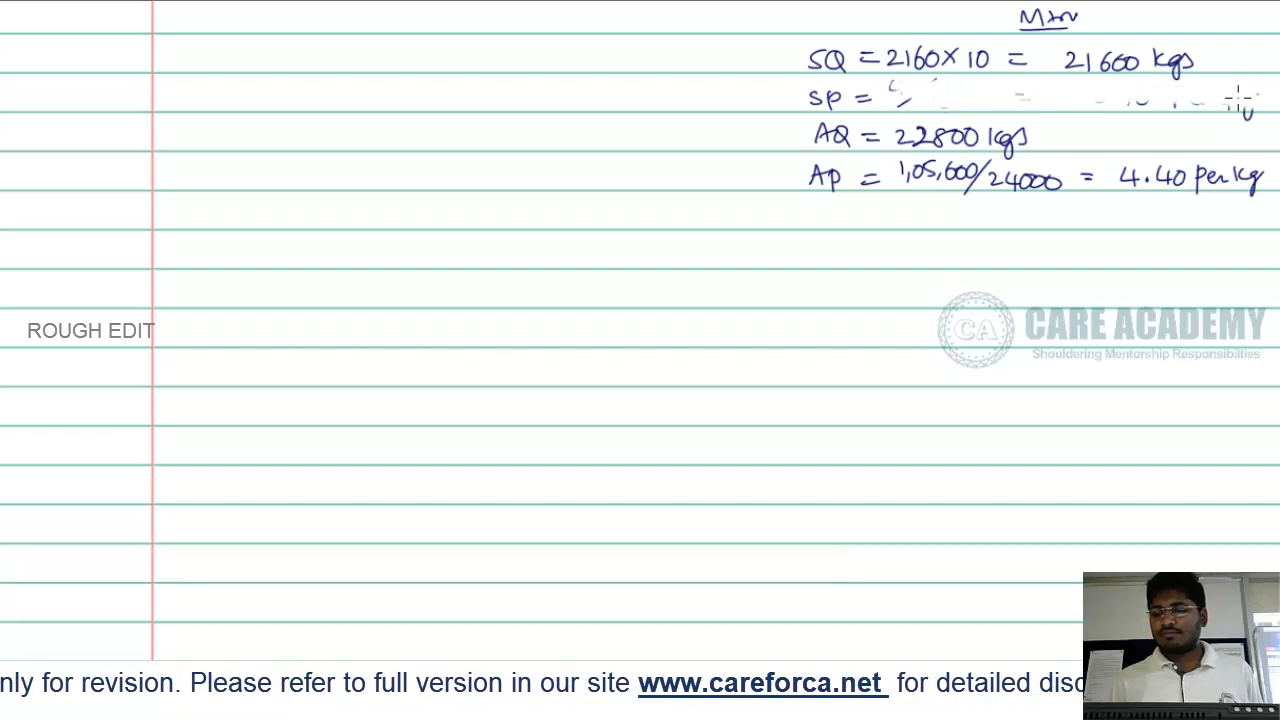 Mav
SQ = 2160 × 10 = 21600 kgs
SP =
AQ = 22800 kgs
AP = 1,05,600/24000 = 4.40 per kg
ROUGH EDIT
CA CARE ACADEMY
Shouldering Mentorship Responsibilities
nly for revision. Please refer to full version in our site www.careforca.net for detailed disc